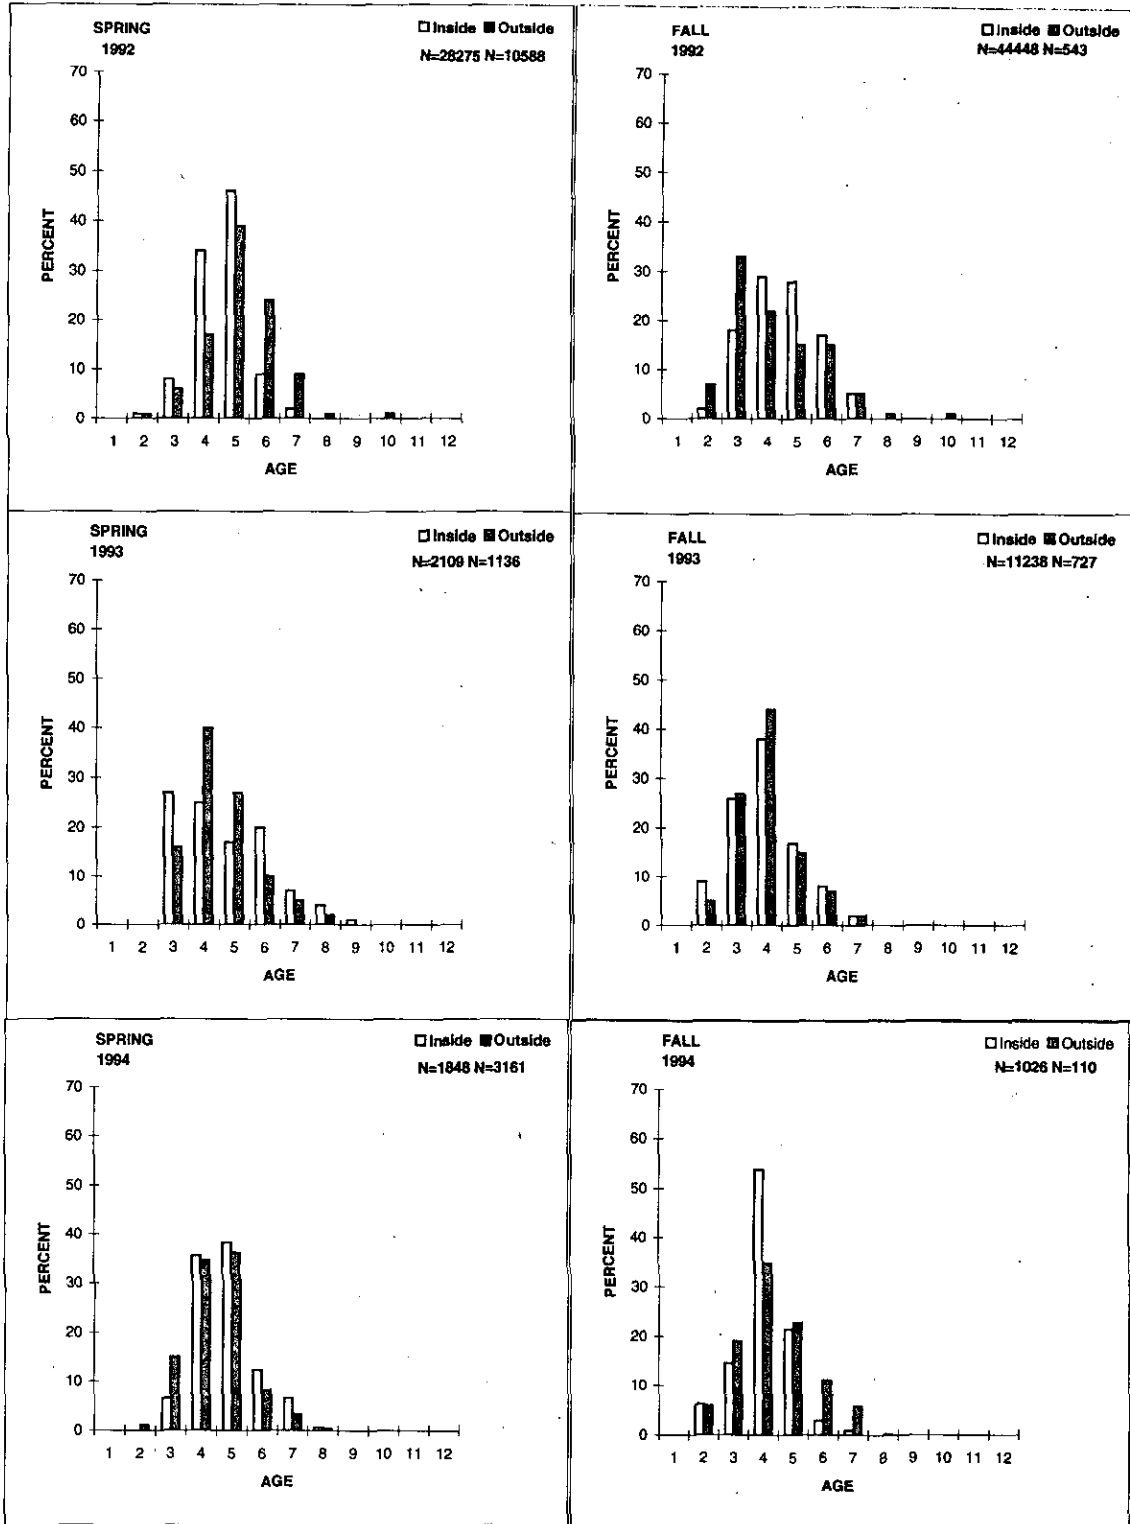 SPRING
1992
Inside Outside
N=28275 N=10588
70
60
50
40
30
20
10
0
PERCENT
1 2 3 4 5 6 7 8 9 10 11 12
AGE
FALL
1992
Inside Outside
N=44448 N=543
70
60
50
40
30
20
10
0
PERCENT
1 2 3 4 5 6 7 8 9 10 11 12
AGE
SPRING
1993
Inside Outside
N=2109 N=1136
70
60
50
40
30
20
10
0
PERCENT
1 2 3 4 5 6 7 8 9 10 11 12
AGE
FALL
1993
Inside Outside
N=11238 N=727
70
60
50
40
30
20
10
0
PERCENT
1 2 3 4 5 6 7 8 9 10 11 12
AGE
SPRING
1994
Inside Outside
N=1848 N=3161
70
60
50
40
30
20
10
0
PERCENT
1 2 3 4 5 6 7 8 9 10 11 12
AGE
FALL
1994
Inside Outside
N=1026 N=110
70
60
50
40
30
20
10
0
PERCENT
1 2 3 4 5 6 7 8 9 10 11 12
AGE